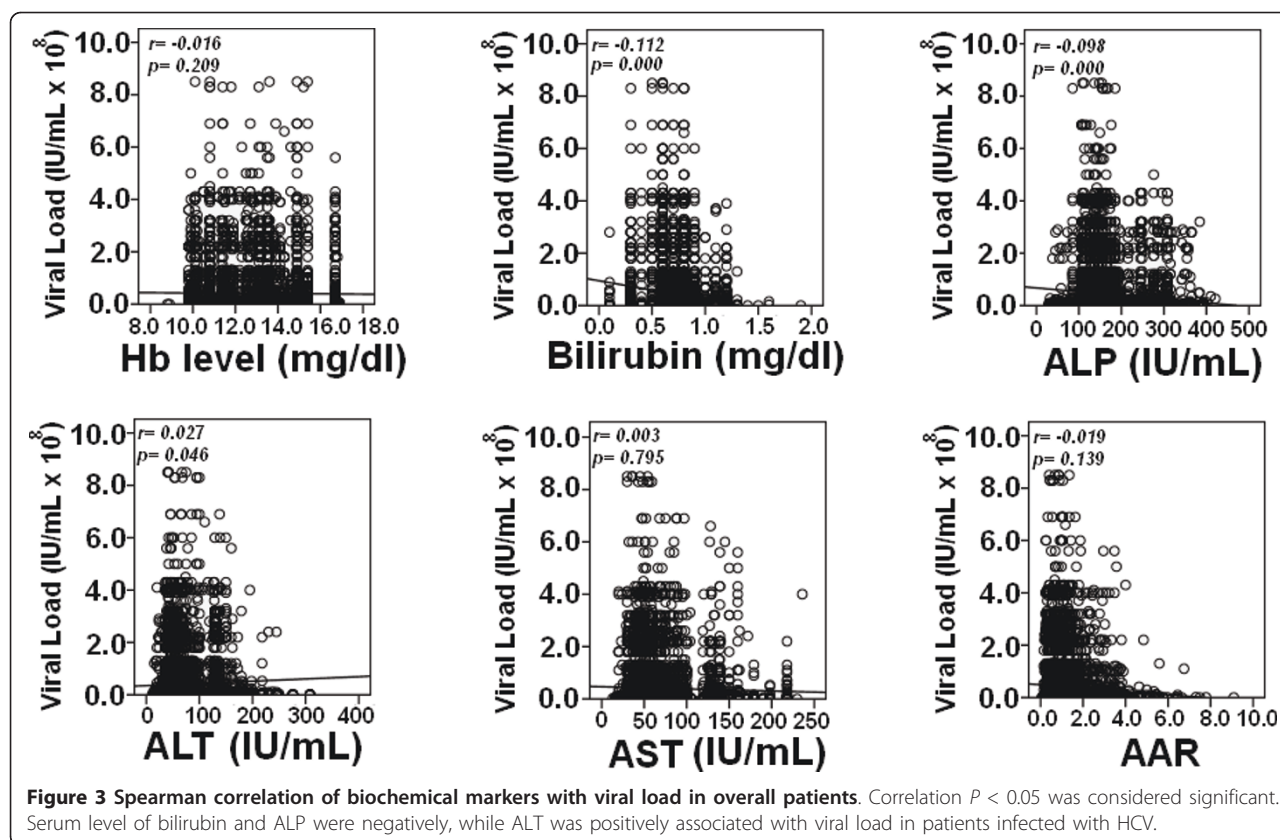 Viral Load (IU/mL x 10⁸)
10.0
8.0
6.0
4.0
2.0
0.0
r= -0.016
p= 0.209
8.0 10.0 12.0 14.0 16.0 18.0
Hb level (mg/dl)
Viral Load (IU/mL x 10⁸)
10.0
8.0
6.0
4.0
2.0
0.0
r= -0.112
p= 0.000
0.0 0.5 1.0 1.5 2.0
Bilirubin (mg/dl)
Viral Load (IU/mL x 10⁸)
10.0
8.0
6.0
4.0
2.0
0.0
r= -0.098
p= 0.000
0 100 200 300 400 500
ALP (IU/mL)
Viral Load (IU/mL x 10⁸)
10.0
8.0
6.0
4.0
2.0
0.0
r= 0.027
p= 0.046
0 100 200 300 400
ALT (IU/mL)
Viral Load (IU/mL x 10⁸)
10.0
8.0
6.0
4.0
2.0
0.0
r= 0.003
p= 0.795
0 50 100 150 200 250
AST (IU/mL)
Viral Load (IU/mL x 10⁸)
10.0
8.0
6.0
4.0
2.0
0.0
r= -0.019
p= 0.139
0.0 2.0 4.0 6.0 8.0 10.0
AAR
Figure 3 Spearman correlation of biochemical markers with viral load in overall patients. Correlation P < 0.05 was considered significant.
Serum level of bilirubin and ALP were negatively, while ALT was positively associated with viral load in patients infected with HCV.